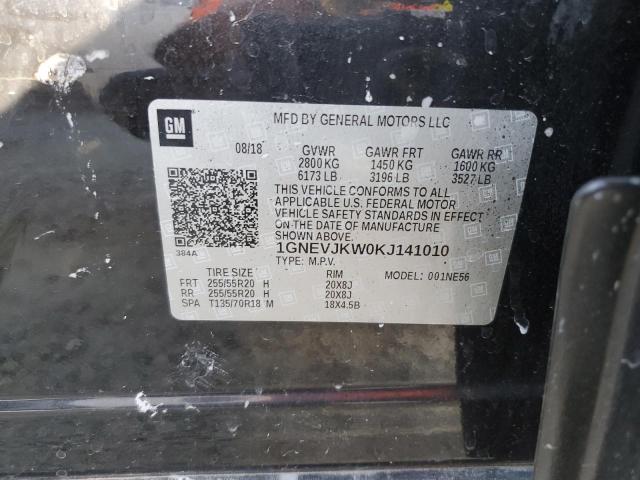 GM
MFD BY GENERAL MOTORS LLC
08/18 GVWR GAWR FRT GAWR RR
2800 KG 1450 KG 1600 KG
6173 LB 3196 LB 3527 LB
THIS VEHICLE CONFORMS TO ALL
APPLICABLE U.S. FEDERAL MOTOR
VEHICLE SAFETY STANDARDS IN EFFECT
ON THE DATE OF MANUFACTURE
SHOWN ABOVE.
384A 1GNEVJKW0KJ141010
TYPE: M.P.V. MODEL: 001NE56
TIRE SIZE RIM
FRT 255/55R20 H 20X8J
RR 255/55R20 H 20X8J
SPA T135/70R18 M 18X4.5B